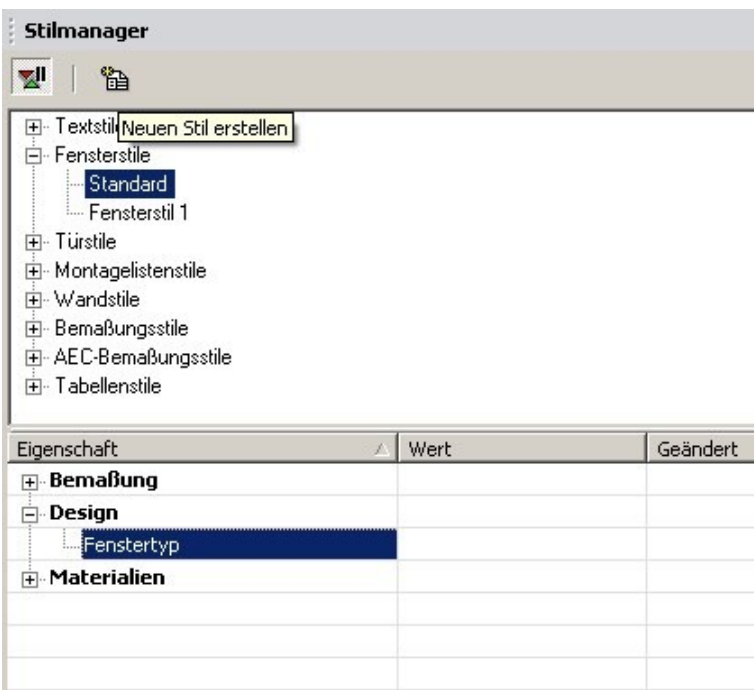 Stilmanager
Neuen Stil erstellen
Textstil
Fensterstile
Standard
Fensterstil 1
Türstile
Montagelistenstile
Wandstile
Bemaßungsstile
AEC-Bemaßungsstile
Tabellenstile
Eigenschaft Wert Geändert
Bemaßung
Design
Fenstertyp
Materialien